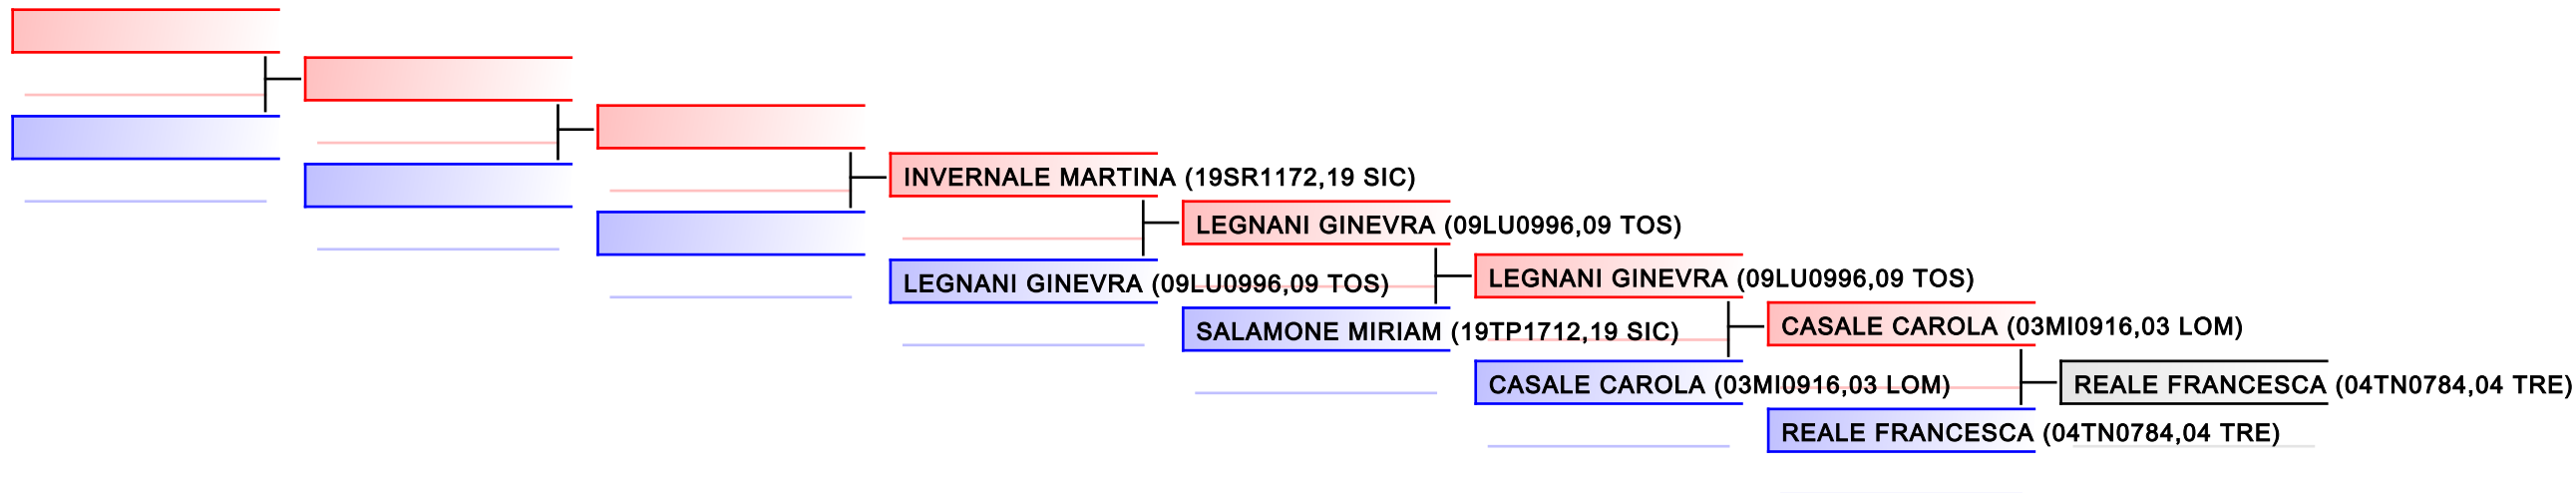 INVERNALE MARTINA (19SR1172,19 SIC)
LEGNANI GINEVRA (09LU0996,09 TOS)
LEGNANI GINEVRA (09LU0996,09 TOS)
LEGNANI GINEVRA (09LU0996,09 TOS)
SALAMONE MIRIAM (19TP1712,19 SIC)
CASALE CAROLA (03MI0916,03 LOM)
CASALE CAROLA (03MI0916,03 LOM)
REALE FRANCESCA (04TN0784,04 TRE)
REALE FRANCESCA (04TN0784,04 TRE)